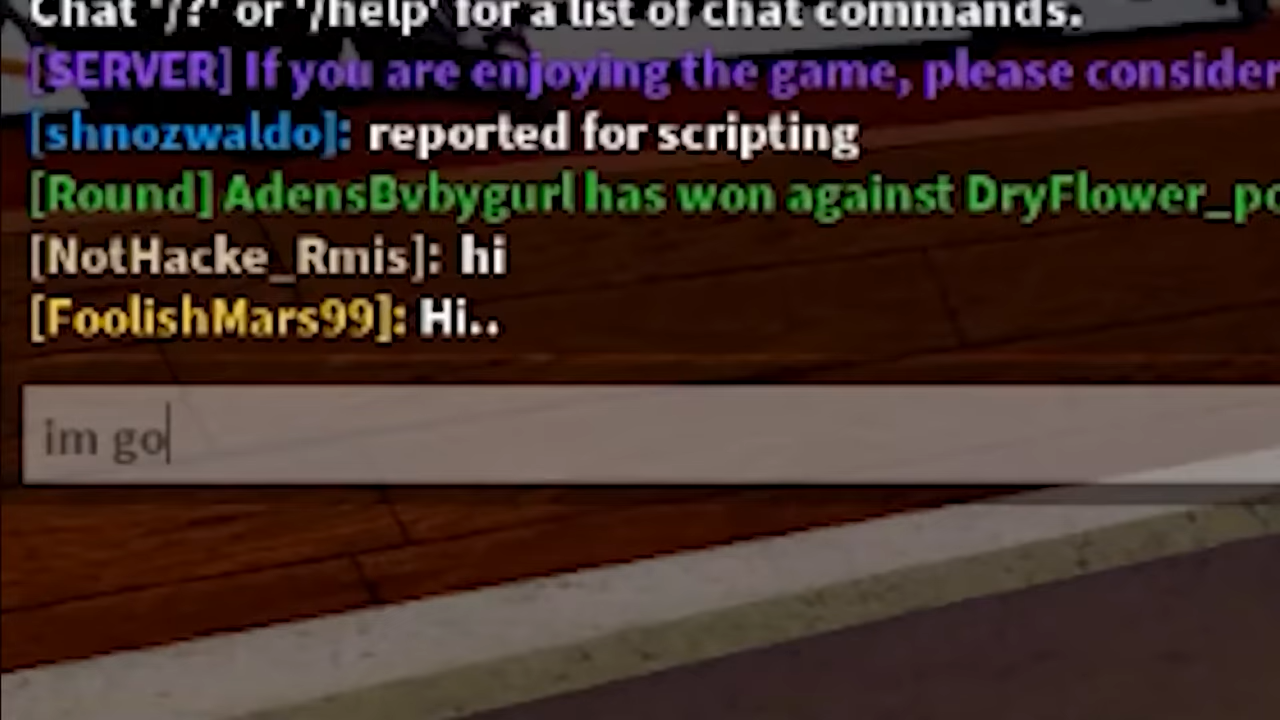 Chat '/?' or '/help' for a list of chat commands.
[SERVER] If you are enjoying the game, please consider
[shnozwaldo]: reported for scripting
[Round] AdensBvbygurl has won against DryFlower_po
[NotHacke_Rmis]: hi
[FoolishMars99]: Hi..
im go